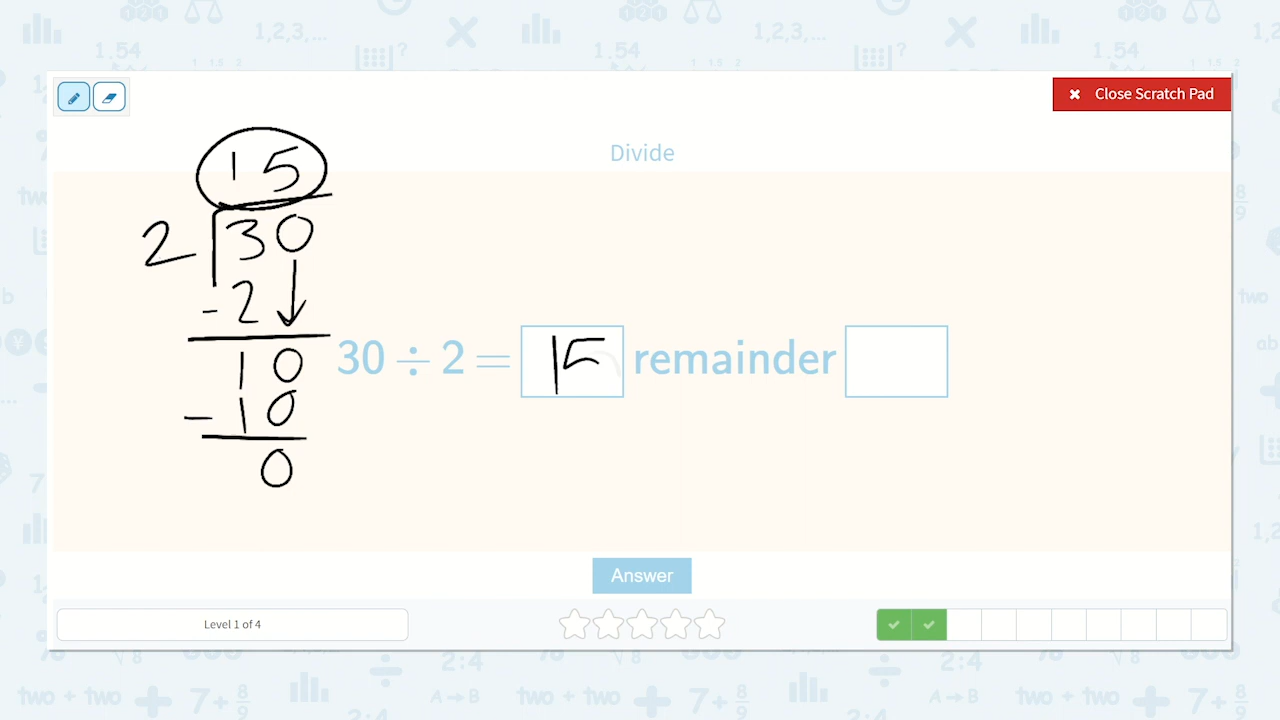 Close Scratch Pad
Divide
15
2 30
-2
10
-10
0
30 ÷ 2 = 15 remainder
Answer
Level 1 of 4